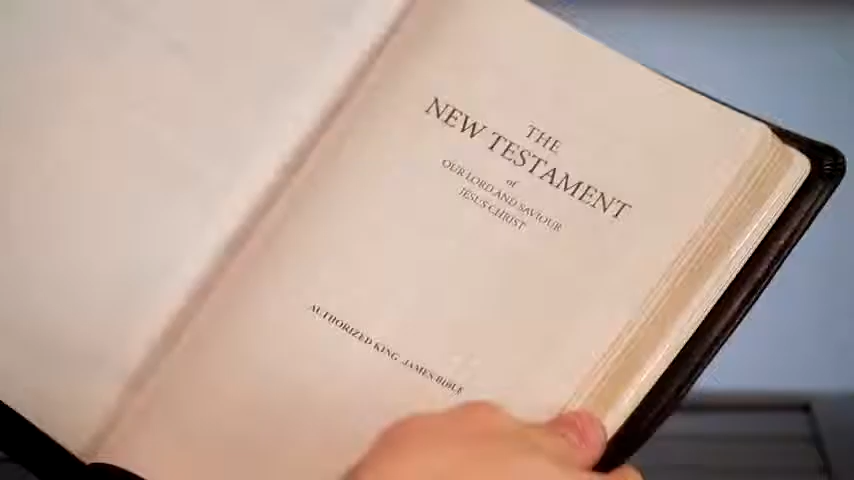 THE
NEW TESTAMENT
of
OUR LORD AND SAVIOUR
JESUS CHRIST
AUTHORIZED KING JAMES BIBLE